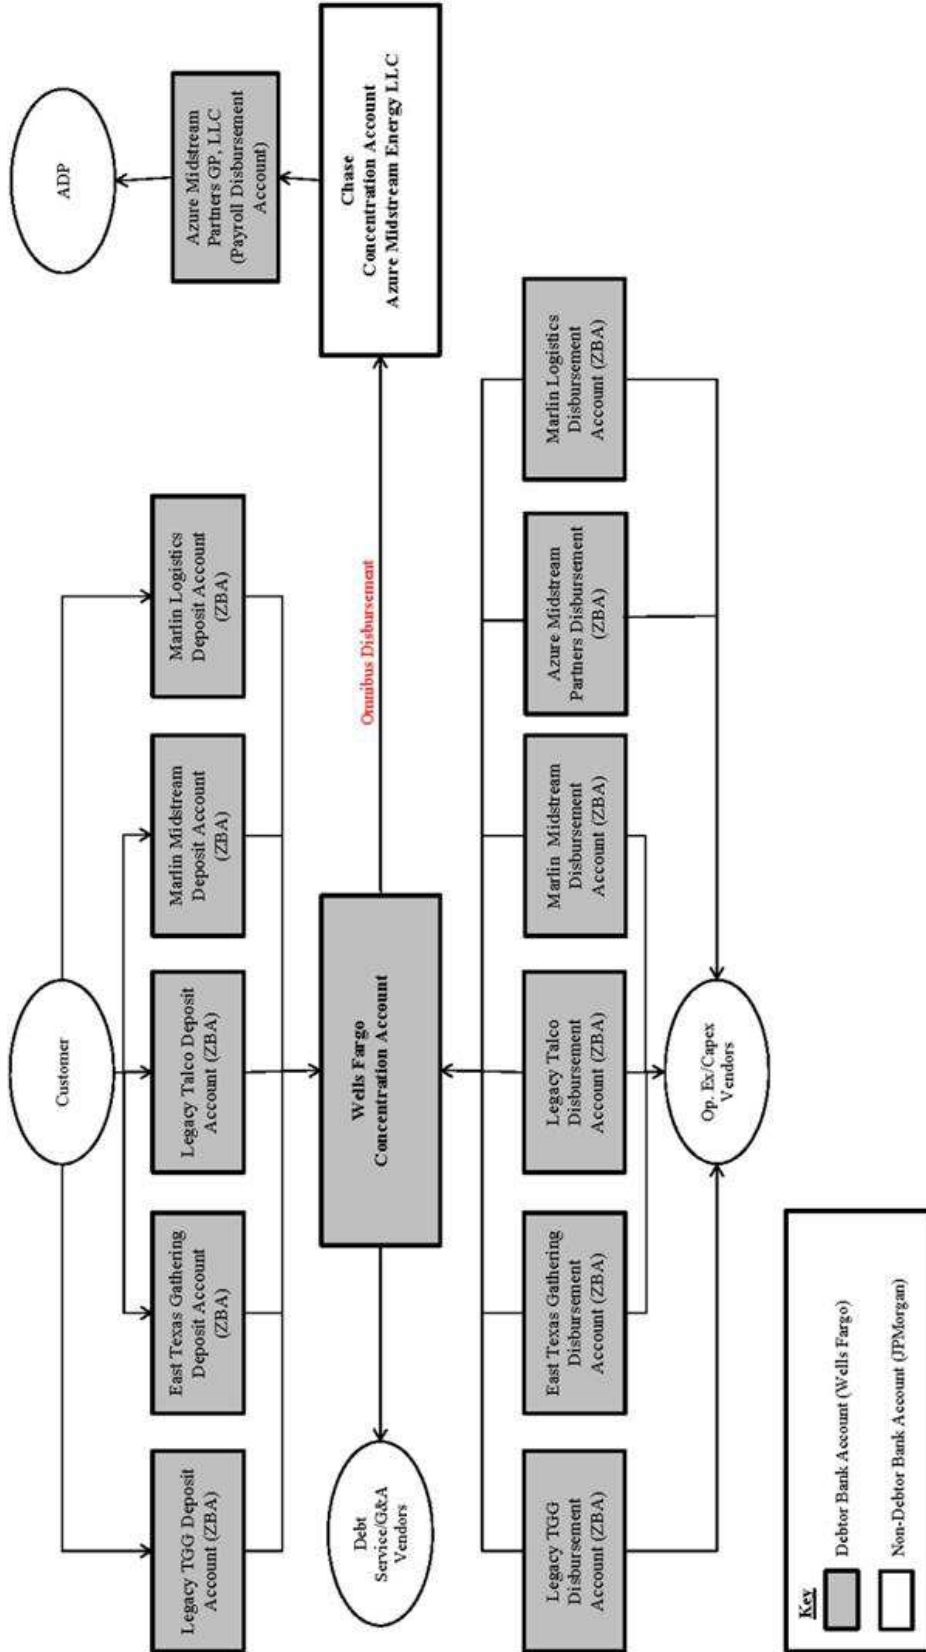 Customer
ADP
Legacy TGG Deposit
Account (ZBA)
East Texas Gathering
Deposit Account
(ZBA)
Legacy Talco Deposit
Account (ZBA)
Marlin Midstream
Deposit Account
(ZBA)
Marlin Logistics
Deposit Account
(ZBA)
Azure Midstream
Partners GP, LLC
(Payroll Disbursement
Account)
Debt
Service/G&A
Vendors
Wells Fargo
Concentration Account
Omnibus Disbursement
Chase
Concentration Account
Azure Midstream Energy LLC
Legacy TGG
Disbursement
Account (ZBA)
East Texas Gathering
Disbursement
Account (ZBA)
Legacy Talco
Disbursement
Account (ZBA)
Marlin Midstream
Disbursement
Account (ZBA)
Azure Midstream
Partners Disbursement
(ZBA)
Marlin Logistics
Disbursement
Account (ZBA)
Op. Ex/Capex
Vendors
Key
Debtor Bank Account (Wells Fargo)
Non-Debtor Bank Account (JPMorgan)